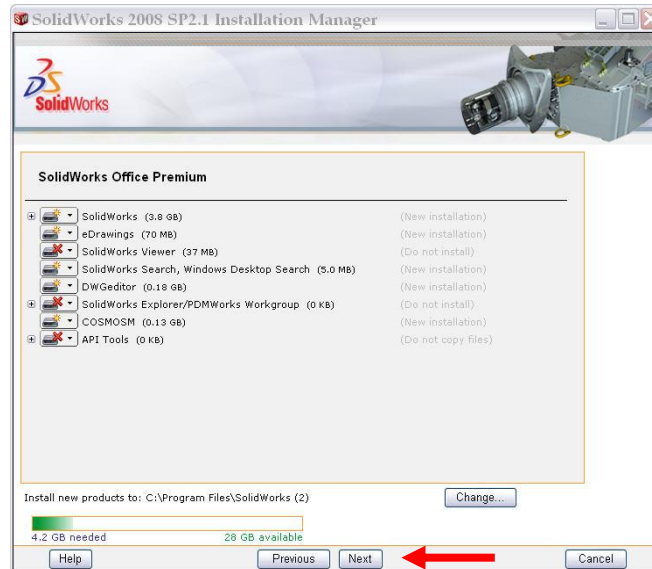 SolidWorks 2008 SP2.1 Installation Manager
SolidWorks
SolidWorks Office Premium
SolidWorks (3.8 GB) (New installation)
eDrawings (70 MB) (New installation)
SolidWorks Viewer (37 MB) (Do not install)
SolidWorks Search, Windows Desktop Search (5.0 MB) (New installation)
DWGeditor (0.18 GB) (New installation)
SolidWorks Explorer/PDMWorks Workgroup (0 KB) (Do not install)
COSMOSM (0.13 GB) (New installation)
API Tools (0 KB) (Do not copy files)
Install new products to: C:\Program Files\SolidWorks (2) Change...
4.2 GB needed 28 GB available
Help Previous Next Cancel